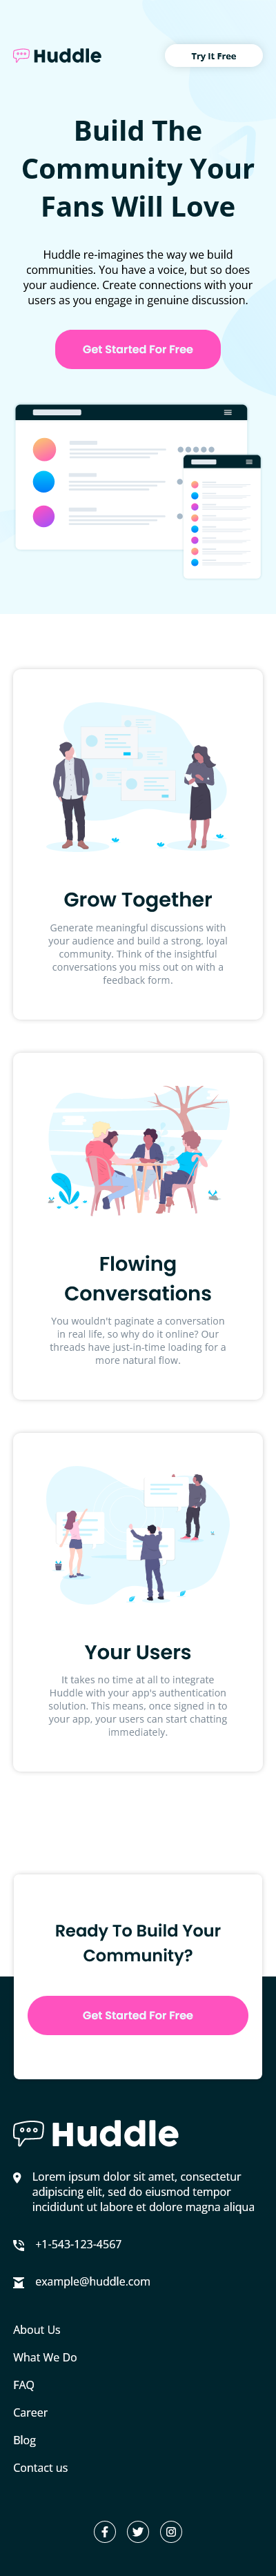 Huddle
Try It Free
Build The
Community Your
Fans Will Love
Huddle re-imagines the way we build
communities. You have a voice, but so does
your audience. Create connections with your
users as you engage in genuine discussion.
Get Started For Free
Grow Together
Generate meaningful discussions with
your audience and build a strong, loyal
community. Think of the insightful
conversations you miss out on with a
feedback form.
Flowing
Conversations
You wouldn't paginate a conversation
in real life, so why do it online? Our
threads have just-in-time loading for a
more natural flow.
Your Users
It takes no time at all to integrate
Huddle with your app's authentication
solution. This means, once signed in to
your app, your users can start chatting
immediately.
Ready To Build Your
Community?
Get Started For Free
Huddle
Lorem ipsum dolor sit amet, consectetur
adipiscing elit, sed do eiusmod tempor
incididunt ut labore et dolore magna aliqua
+1-543-123-4567
example@huddle.com
About Us
What We Do
FAQ
Career
Blog
Contact us